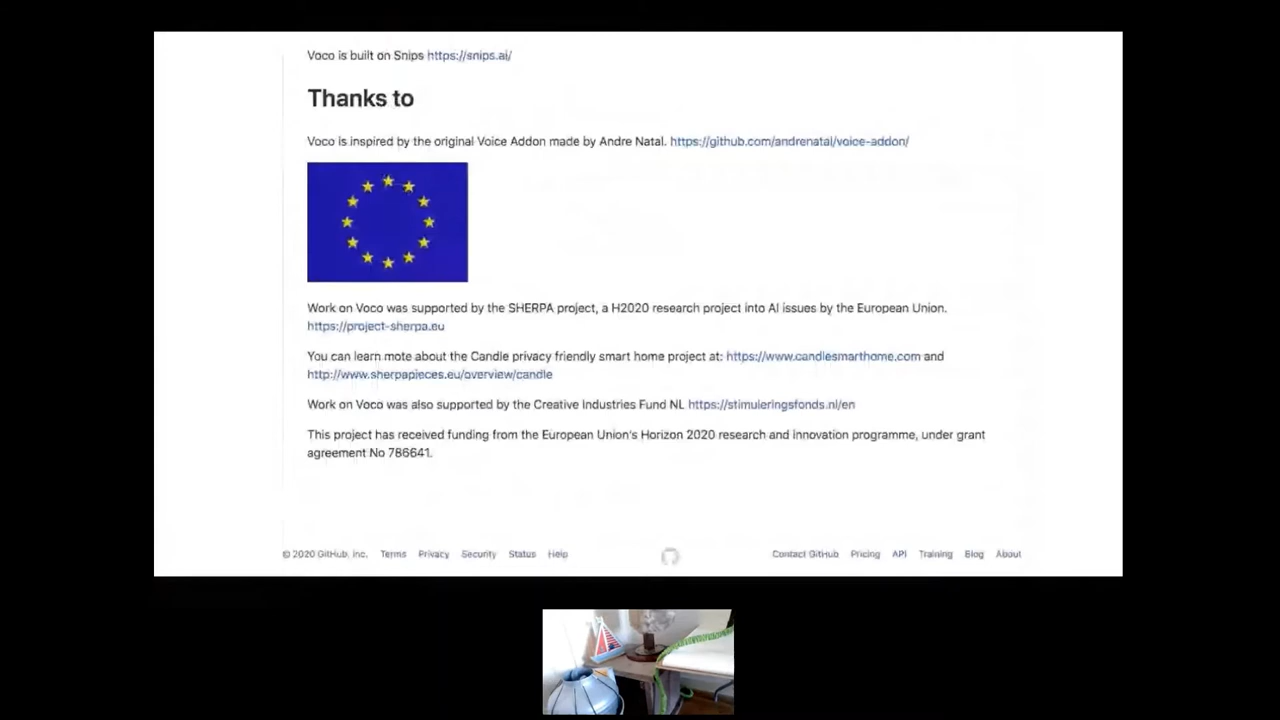 Voco is built on Snips https://snips.ai/
Thanks to
Voco is inspired by the original Voice Addon made by Andre Natal. https://github.com/andrenatal/voice-addon/
Work on Voco was supported by the SHERPA project, a H2020 research project into AI issues by the European Union.
https://project-sherpa.eu
You can learn mote about the Candle privacy friendly smart home project at: https://www.candlesmarthome.com and
http://www.sherpapieces.eu/overview/candle
Work on Voco was also supported by the Creative Industries Fund NL https://stimuleringsfonds.nl/en
This project has received funding from the European Union's Horizon 2020 research and innovation programme, under grant
agreement No 786641.
© 2020 GitHub, Inc. Terms Privacy Security Status Help Contact GitHub Pricing API Training Blog About